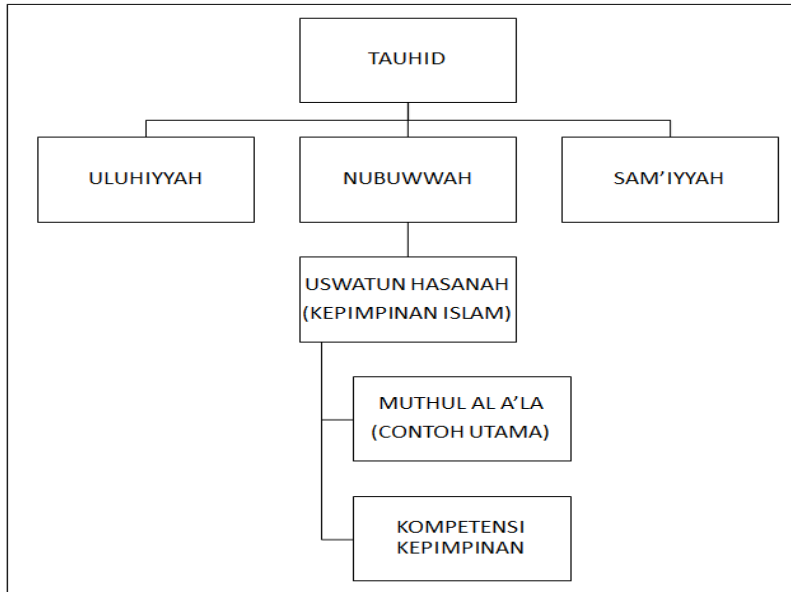 TAUHID
ULUHIYYAH
NUBUWWAH
SAM'IYYAH
USWATUN HASANAH
(KEPIMPINAN ISLAM)
MUTHUL AL A'LA
(CONTOH UTAMA)
KOMPETENSI
KEPIMPINAN